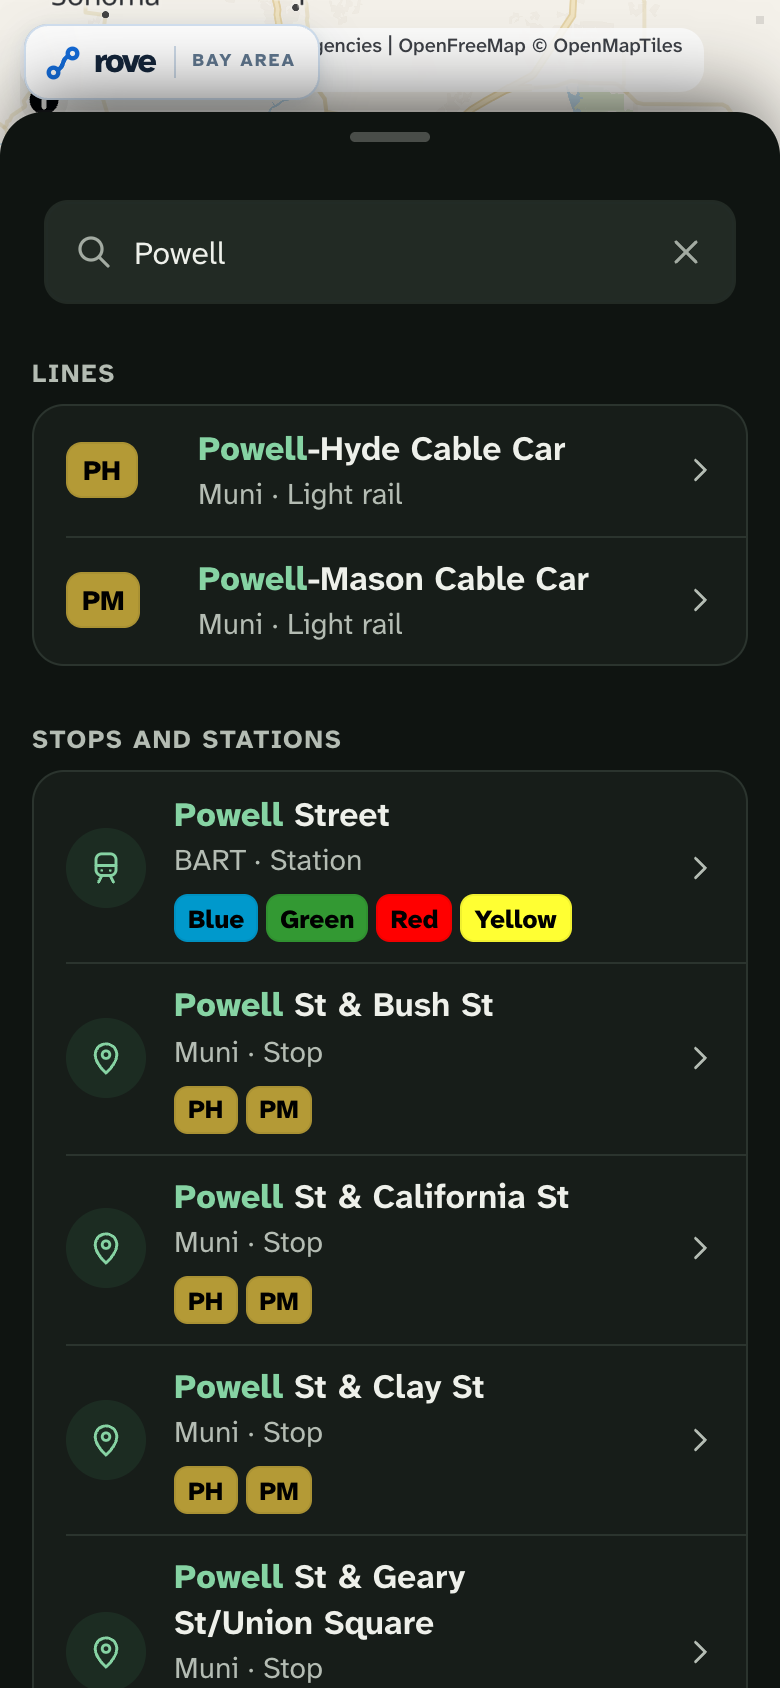 Sonoma
gencies | OpenFreeMap © OpenMapTiles
rove | BAY AREA
Powell
LINES
PH
Powell-Hyde Cable Car
Muni · Light rail
PM
Powell-Mason Cable Car
Muni · Light rail
STOPS AND STATIONS
Powell Street
BART · Station
Blue Green Red Yellow
Powell St & Bush St
Muni · Stop
PH PM
Powell St & California St
Muni · Stop
PH PM
Powell St & Clay St
Muni · Stop
PH PM
Powell St & Geary
St/Union Square
Muni · Stop